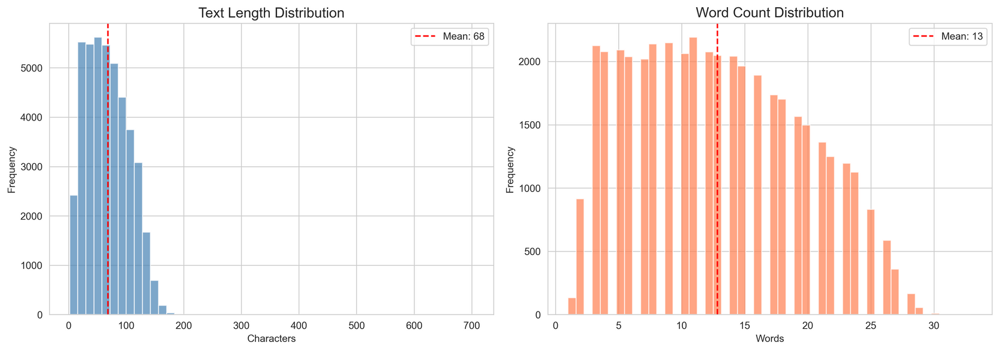 Text Length Distribution
Mean: 68
Frequency
0
1000
2000
3000
4000
5000
0 100 200 300 400 500 600 700
Characters
Word Count Distribution
Mean: 13
Frequency
0
500
1000
1500
2000
0 5 10 15 20 25 30
Words